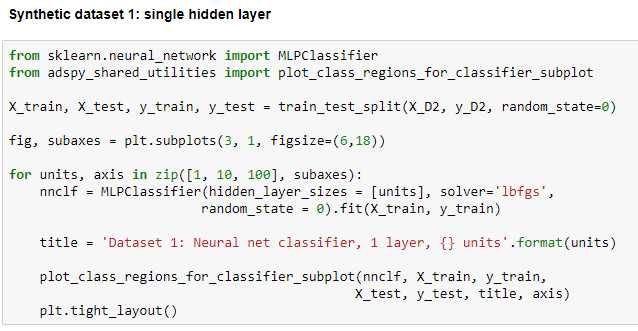 Synthetic dataset 1: single hidden layer
from sklearn.neural_network import MLPClassifier
from adspy_shared_utilities import plot_class_regions_for_classifier_subplot
X_train, X_test, y_train, y_test = train_test_split(X_D2, y_D2, random_state=0)
fig, subaxes = plt.subplots(3, 1, figsize=(6,18))
for units, axis in zip([1, 10, 100], subaxes):
    nnclf = MLPClassifier(hidden_layer_sizes = [units], solver='lbfgs',
                         random_state = 0).fit(X_train, y_train)
    title = 'Dataset 1: Neural net classifier, 1 layer, {} units'.format(units)
    plot_class_regions_for_classifier_subplot(nnclf, X_train, y_train,
                                             X_test, y_test, title, axis)
    plt.tight_layout()